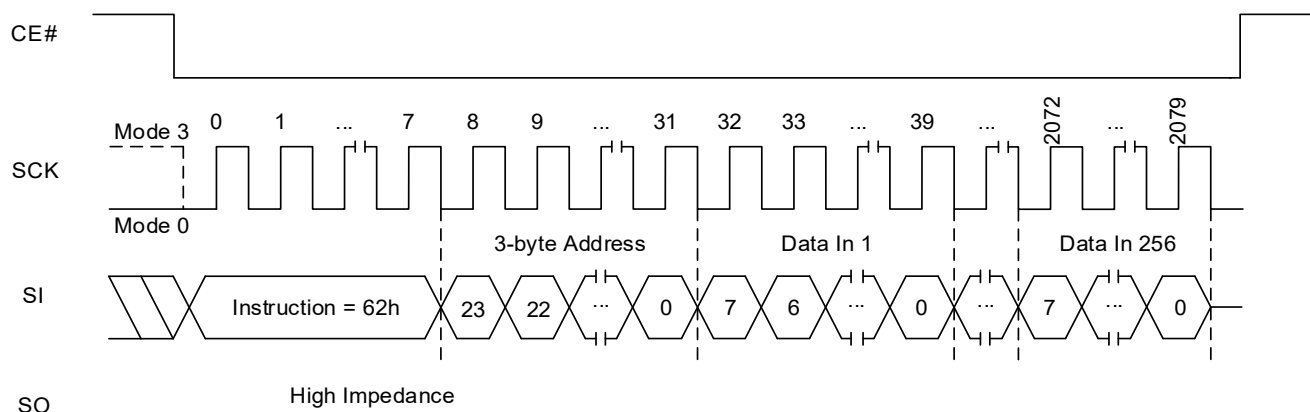 CE#
0 1 ... 7 8 9 ... 31 32 33 ... 39 ... 2072 ... 2079
Mode 3
SCK
Mode 0
3-byte Address Data In 1 Data In 256
SI Instruction = 62h 23 22 ... 0 7 6 ... 0 ... 7 ... 0
High Impedance
SO